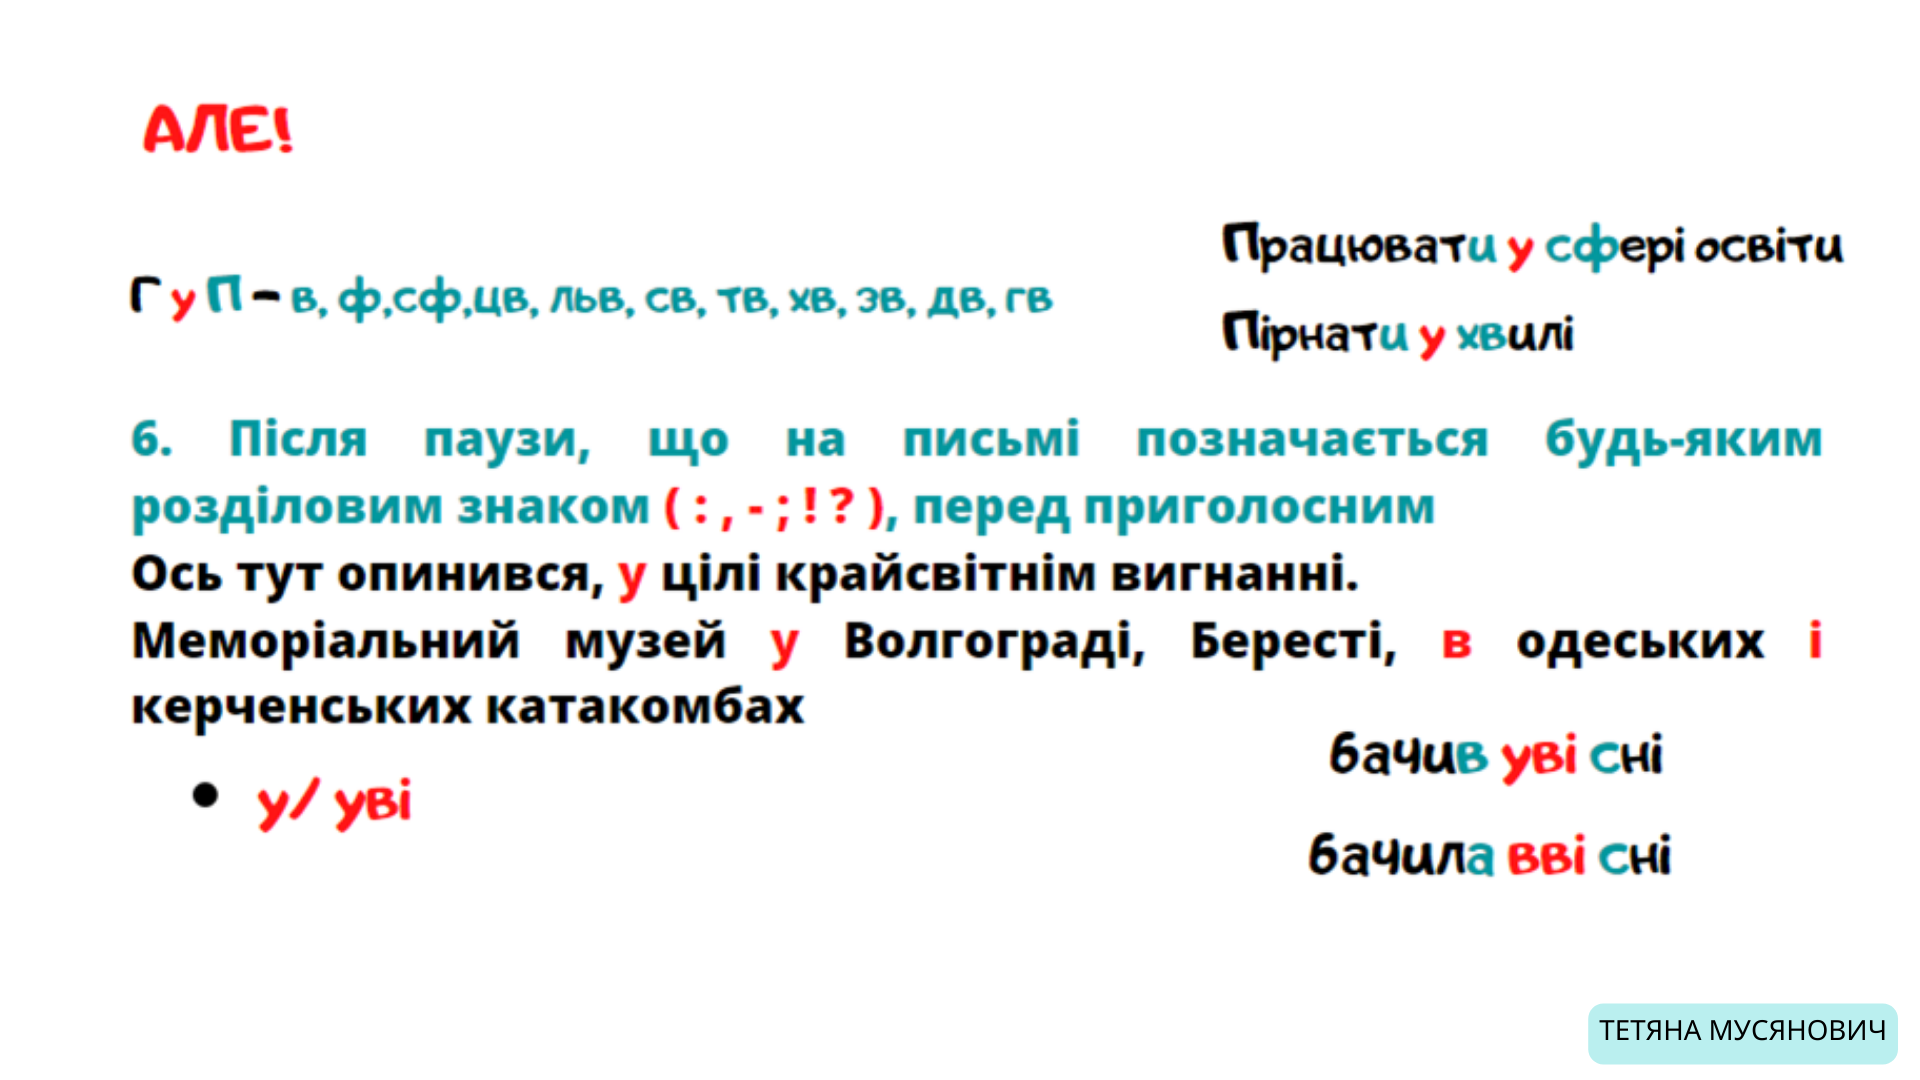 АЛЕ!
Працювати у сфері освіти
Г у П – в, ф,сф,цв, льв, св, тв, хв, зв, дв, гв
Пірнати у хвилі
6. Після паузи, що на письмі позначається будь-яким
розділовим знаком ( : , - ; ! ? ), перед приголосним
Ось тут опинився, у цілі крайсвітнім вигнанні.
Меморіальний музей у Волгограді, Бересті, в одеських і
керченських катакомбах
бачив уві сні
• у/ уві
бачила вві сні
ТЕТЯНА МУСЯНОВИЧ